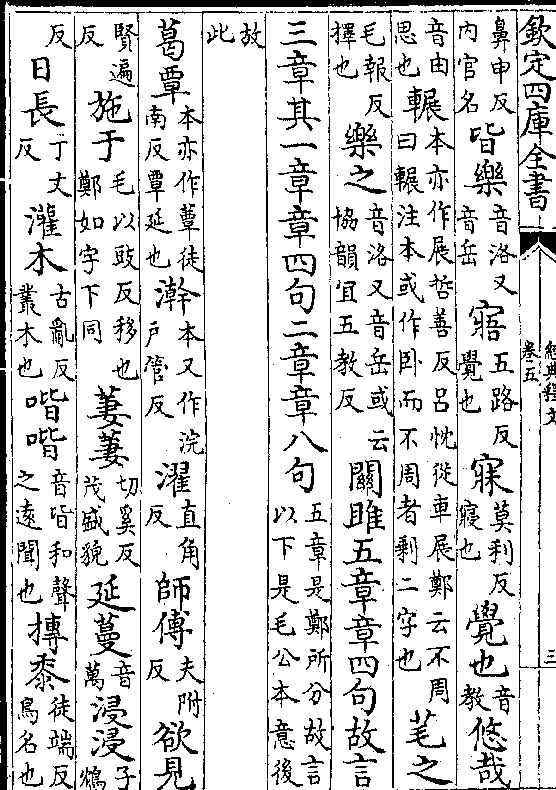 欽定四庫全書
經典釋文
卷五
三
鼻申反內官名皆樂音洛又音岳寤五路反覺也寐莫利反寢也覺也音教悠哉
音由思也輾本亦作展哲善反呂忱從車展鄭云不周曰輾注本或作卧而不周者剩二字也芼之
毛報反擇也樂之音洛又音岳或云協韻宜五教反關雎五章章四句故言
三章其一章章四句二章章八句五章是鄭所分故言以下是毛公本意後
故此
葛覃本亦作蕈徒南反覃延也澣本又作浣户管反濯直角反師傅夫附反欲見
賢遍反施于毛以豉反移也鄭如字下同萋萋切奚反茂盛貌延蔓音萬浸浸子鴆
反日長丁丈反灌木古亂反叢木也喈喈音皆和聲之遠聞也摶黍徒端反鳥名也